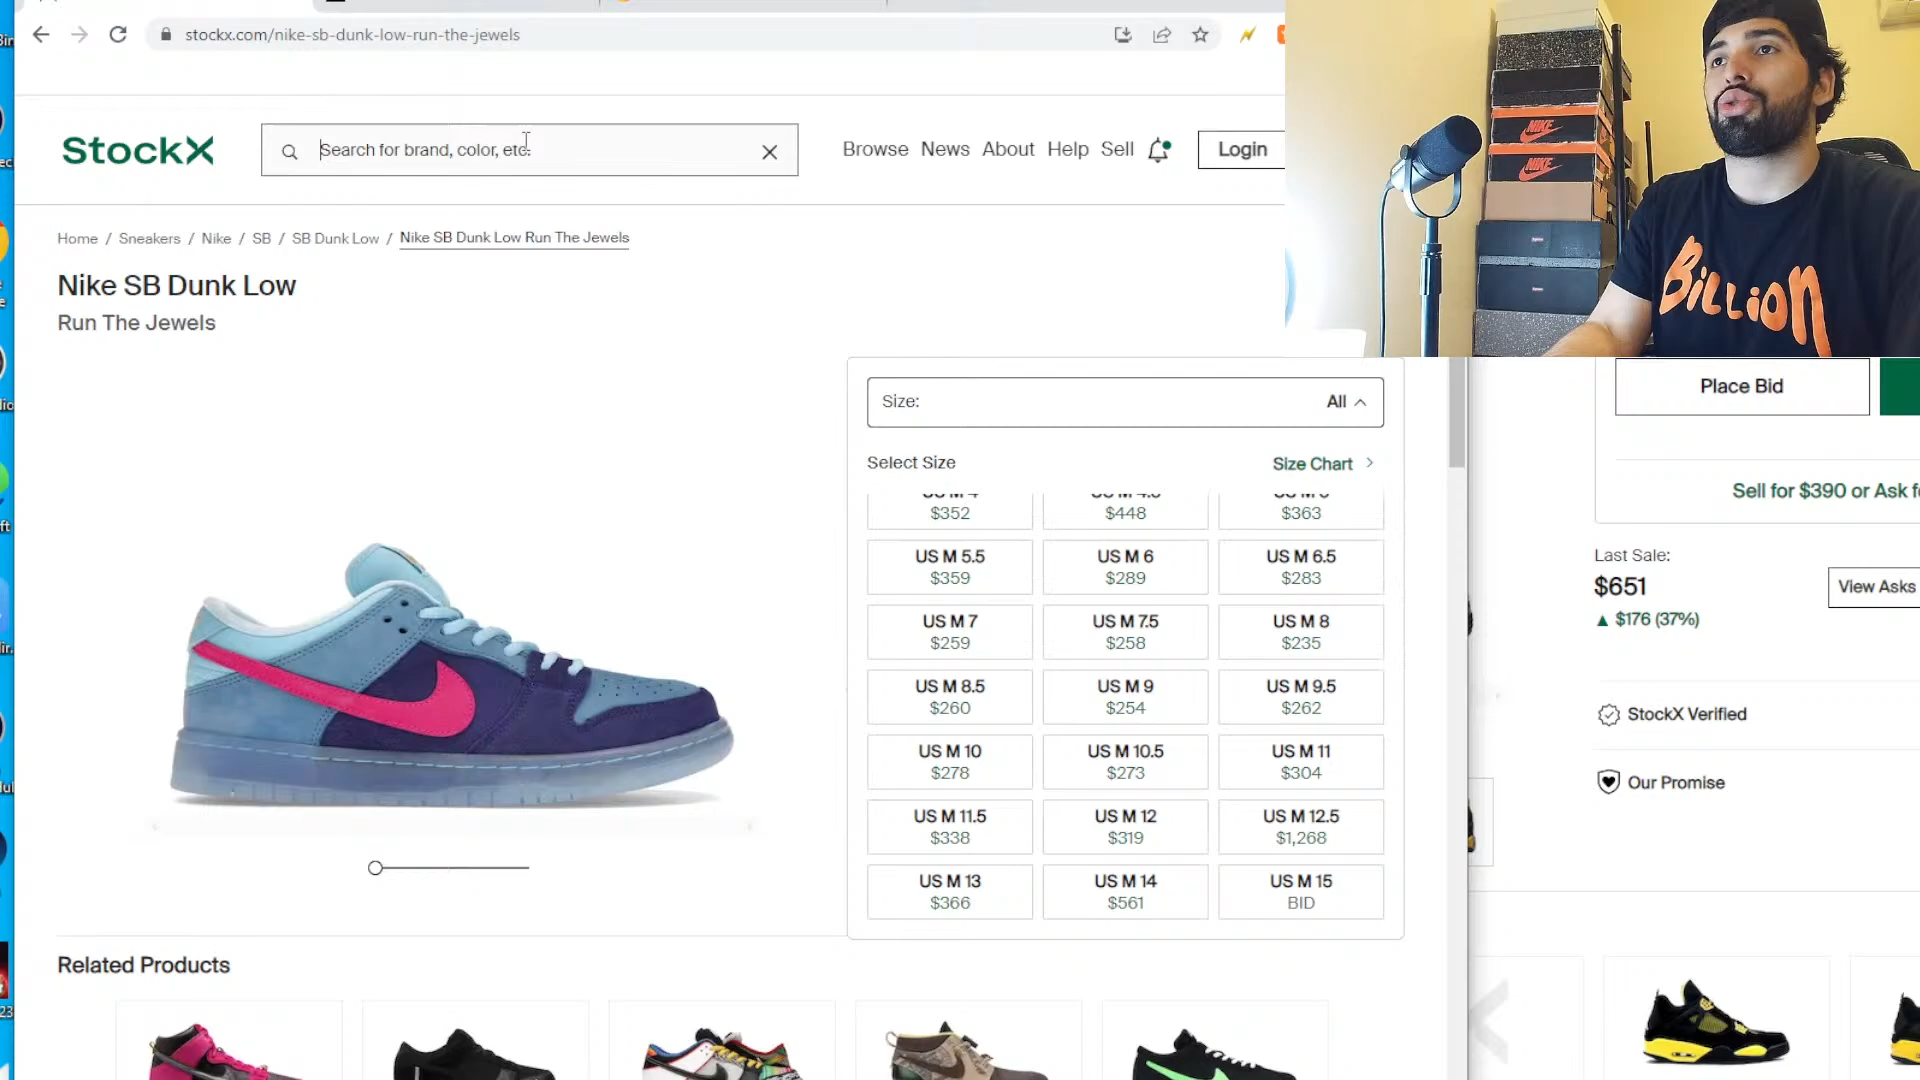 stockx.com/nike-sb-dunk-low-run-the-jewels
StockX
Search for brand, color, etc.
Browse News About Help Sell
Login
Home / Sneakers / Nike / SB / SB Dunk Low / Nike SB Dunk Low Run The Jewels
Nike SB Dunk Low
Run The Jewels
NIKE
NIKE
BILLION
Size: All
Select Size Size Chart
$352 $448 $363
US M 5.5 US M 6 US M 6.5
$359 $289 $283
US M 7 US M 7.5 US M 8
$259 $258 $235
US M 8.5 US M 9 US M 9.5
$260 $254 $262
US M 10 US M 10.5 US M 11
$278 $273 $304
US M 11.5 US M 12 US M 12.5
$338 $319 $1,268
US M 13 US M 14 US M 15
$366 $561 BID
Place Bid
Sell for $390 or Ask f
Last Sale:
$651
View Asks
▲ $176 (37%)
StockX Verified
Our Promise
Related Products